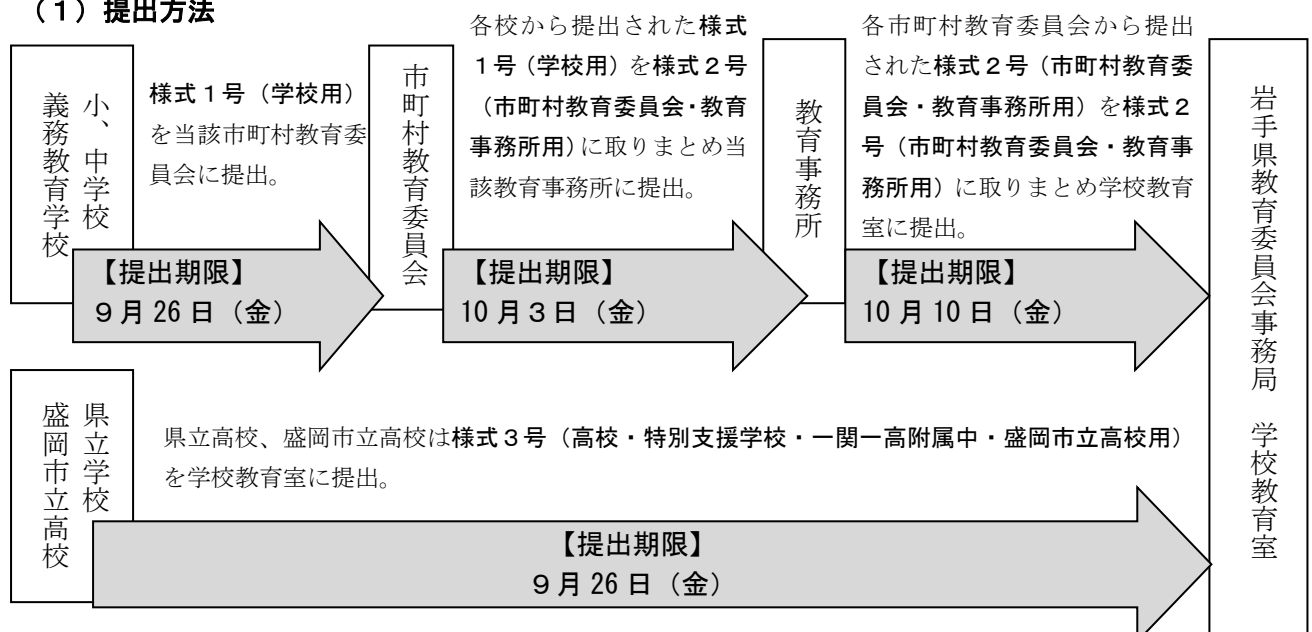 （１）提出方法
小、中学校
義務教育学校
様式１号（学校用）
を当該市町村教育委
員会に提出。
【提出期限】
９月 26 日（金）
市町村教育委員会
各校から提出された様式
１号（学校用）を様式２号
（市町村教育委員会・教育
事務所用）に取りまとめ当
該教育事務所に提出。
【提出期限】
10 月３日（金）
教育事務所
各市町村教育委員会から提出
された様式２号（市町村教育委
員会・教育事務所用）を様式２
号（市町村教育委員会・教育事
務所用）に取りまとめ学校教育
室に提出。
【提出期限】
10 月 10 日（金）
岩手県教育委員会事務局　学校教育室
県立学校
盛岡市立高校
県立高校、盛岡市立高校は様式３号（高校・特別支援学校・一関一高附属中・盛岡市立高校用）
を学校教育室に提出。
【提出期限】
９月 26 日（金）